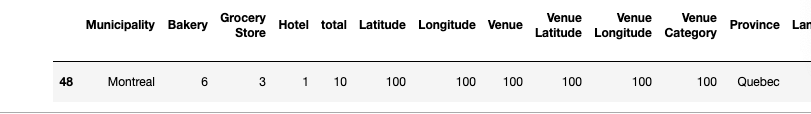 Municipality Bakery Grocery Store Hotel total Latitude Longitude Venue Venue Latitude Venue Longitude Venue Category Province
48 Montreal 6 3 1 10 100 100 100 100 100 100 Quebec